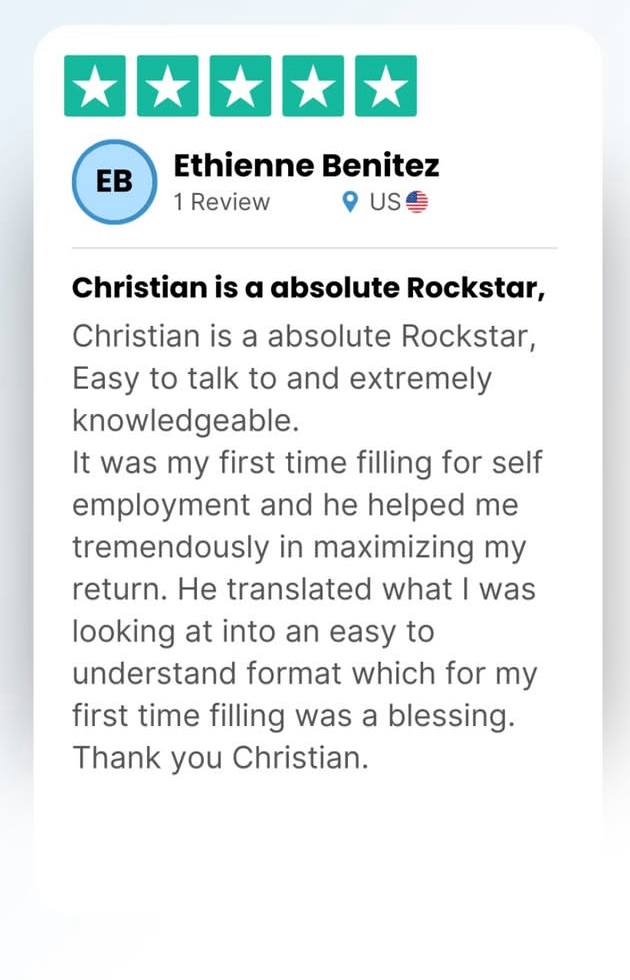 EB
Ethienne Benitez
1 Review US
Christian is a absolute Rockstar,
Christian is a absolute Rockstar,
Easy to talk to and extremely
knowledgeable.
It was my first time filling for self
employment and he helped me
tremendously in maximizing my
return. He translated what I was
looking at into an easy to
understand format which for my
first time filling was a blessing.
Thank you Christian.